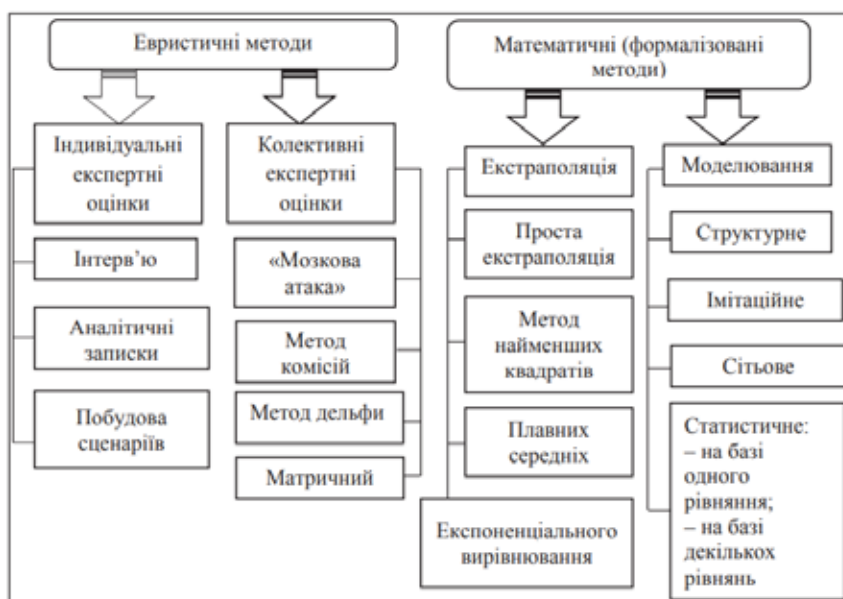 Евристичні методи
Математичні (формалізовані
методи)
Індивідуальні
експертні
оцінки
Інтерв’ю
Аналітичні
записки
Побудова
сценаріїв
Колективні
експертні
оцінки
«Мозкова
атака»
Метод
комісій
Метод дельфи
Матричний
Екстраполяція
Проста
екстраполяція
Метод
найменших
квадратів
Плавних
середніх
Експоненціального
вирівнювання
Моделювання
Структурне
Імітаційне
Сітьове
Статистичне:
– на базі
одного
рівняння;
– на базі
декількох
рівнянь